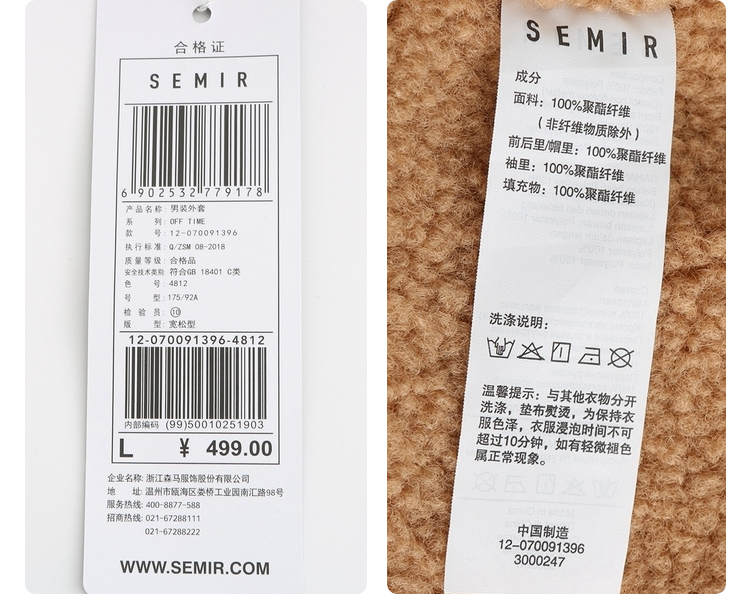 合格证
SEMIR
6 902532 779178
产品名称: 男装外套
系 列: OFF TIME
款 号: 12-070091396
执行标准: Q/ZSM 08-2018
质量等级: 合格品
安全技术类别: 符合GB 18401 C类
色 号: 4812
号 型: 175/92A
检 验 员: ⑩
版 型: 宽松型
12-070091396-4812
内部编码 (99)50010251903
L ¥ 499.00
企业名称: 浙江森马服饰股份有限公司
地 址: 温州市瓯海区娄桥工业园南汇路98号
服务热线: 400-8877-588
招商热线: 021-67288111
021-67288222
WWW.SEMIR.COM
SEMIR
成分
面料: 100%聚酯纤维
(非纤维物质除外)
前后里/帽里: 100%聚酯纤维
袖里: 100%聚酯纤维
填充物: 100%聚酯纤维
洗涤说明:
温馨提示: 与其他衣物分开
洗涤, 垫布熨烫, 为保持衣
服色泽, 衣服浸泡时间不可
超过10分钟, 如有轻微褪色
属正常现象。
中国制造
12-070091396
3000247